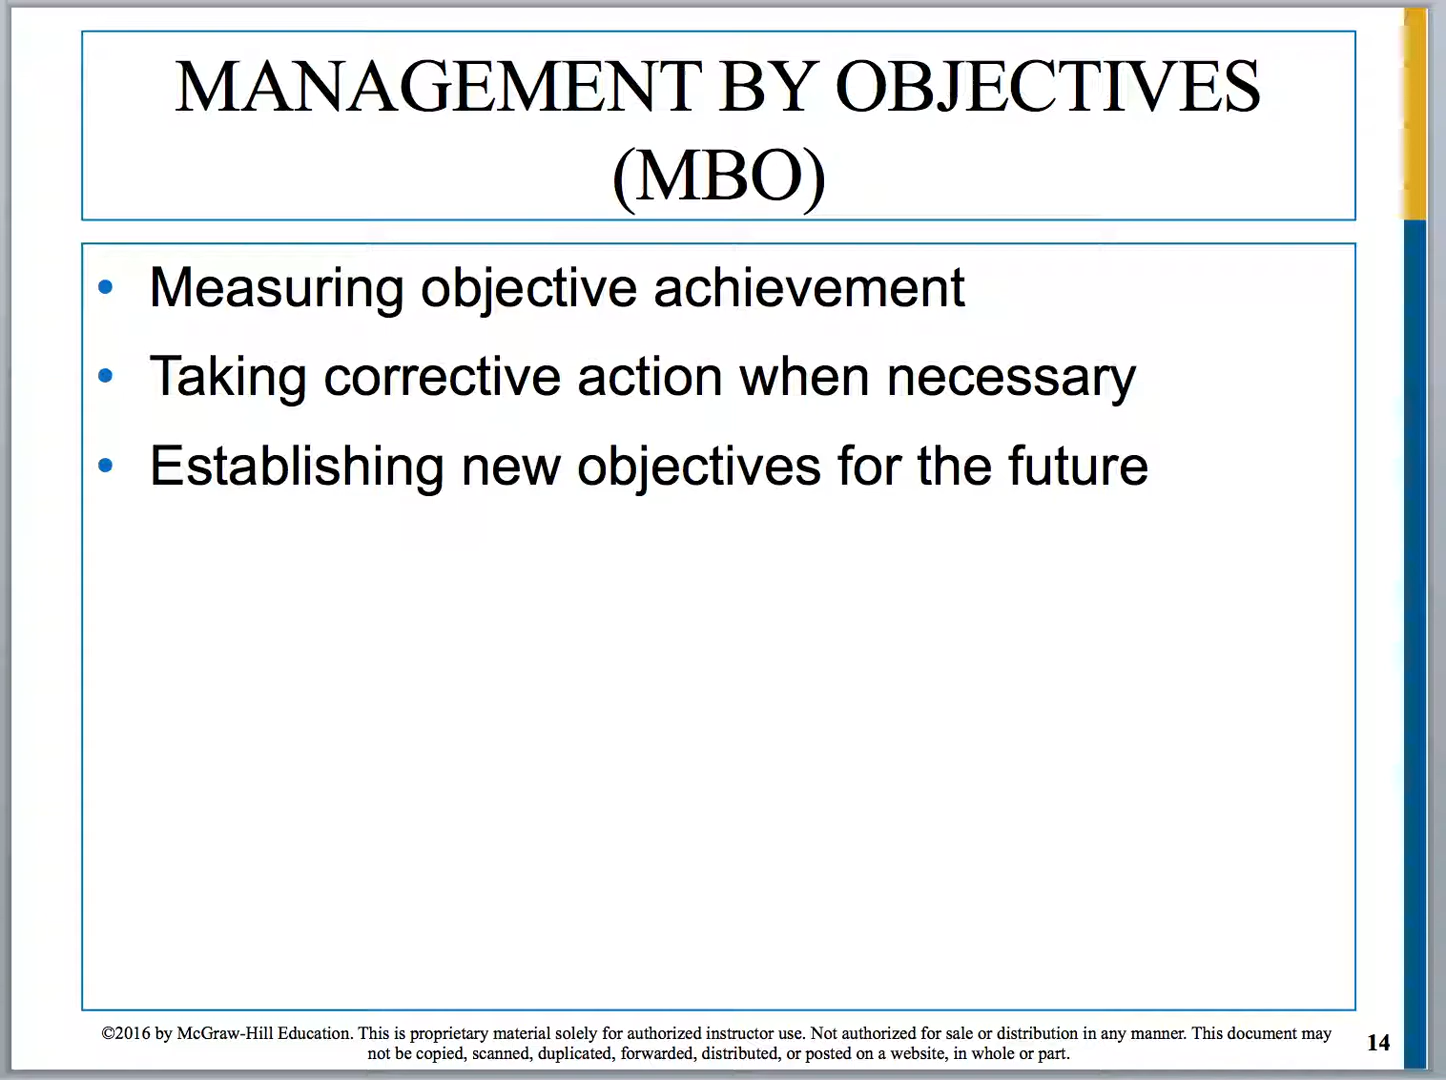 MANAGEMENT BY OBJECTIVES
(MBO)
• Measuring objective achievement
• Taking corrective action when necessary
• Establishing new objectives for the future
©2016 by McGraw-Hill Education. This is proprietary material solely for authorized instructor use. Not authorized for sale or distribution in any manner. This document may
not be copied, scanned, duplicated, forwarded, distributed, or posted on a website, in whole or part.
14